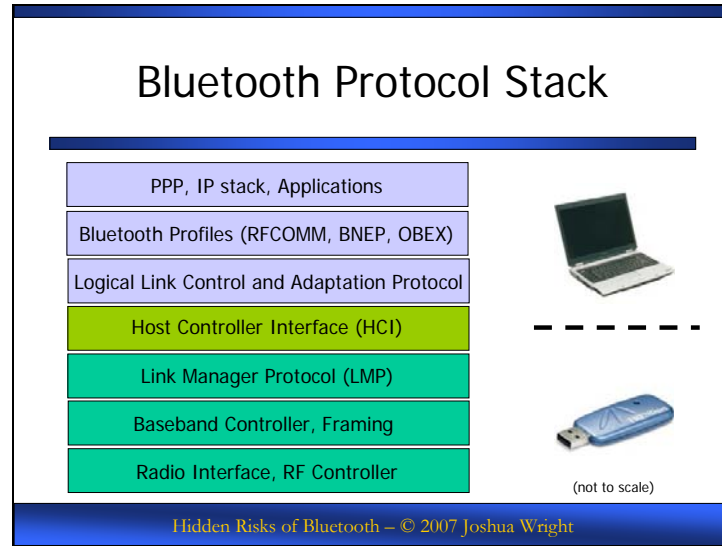 Bluetooth Protocol Stack
PPP, IP stack, Applications
Bluetooth Profiles (RFCOMM, BNEP, OBEX)
Logical Link Control and Adaptation Protocol
Host Controller Interface (HCI)
Link Manager Protocol (LMP)
Baseband Controller, Framing
Radio Interface, RF Controller
(not to scale)
Hidden Risks of Bluetooth – © 2007 Joshua Wright